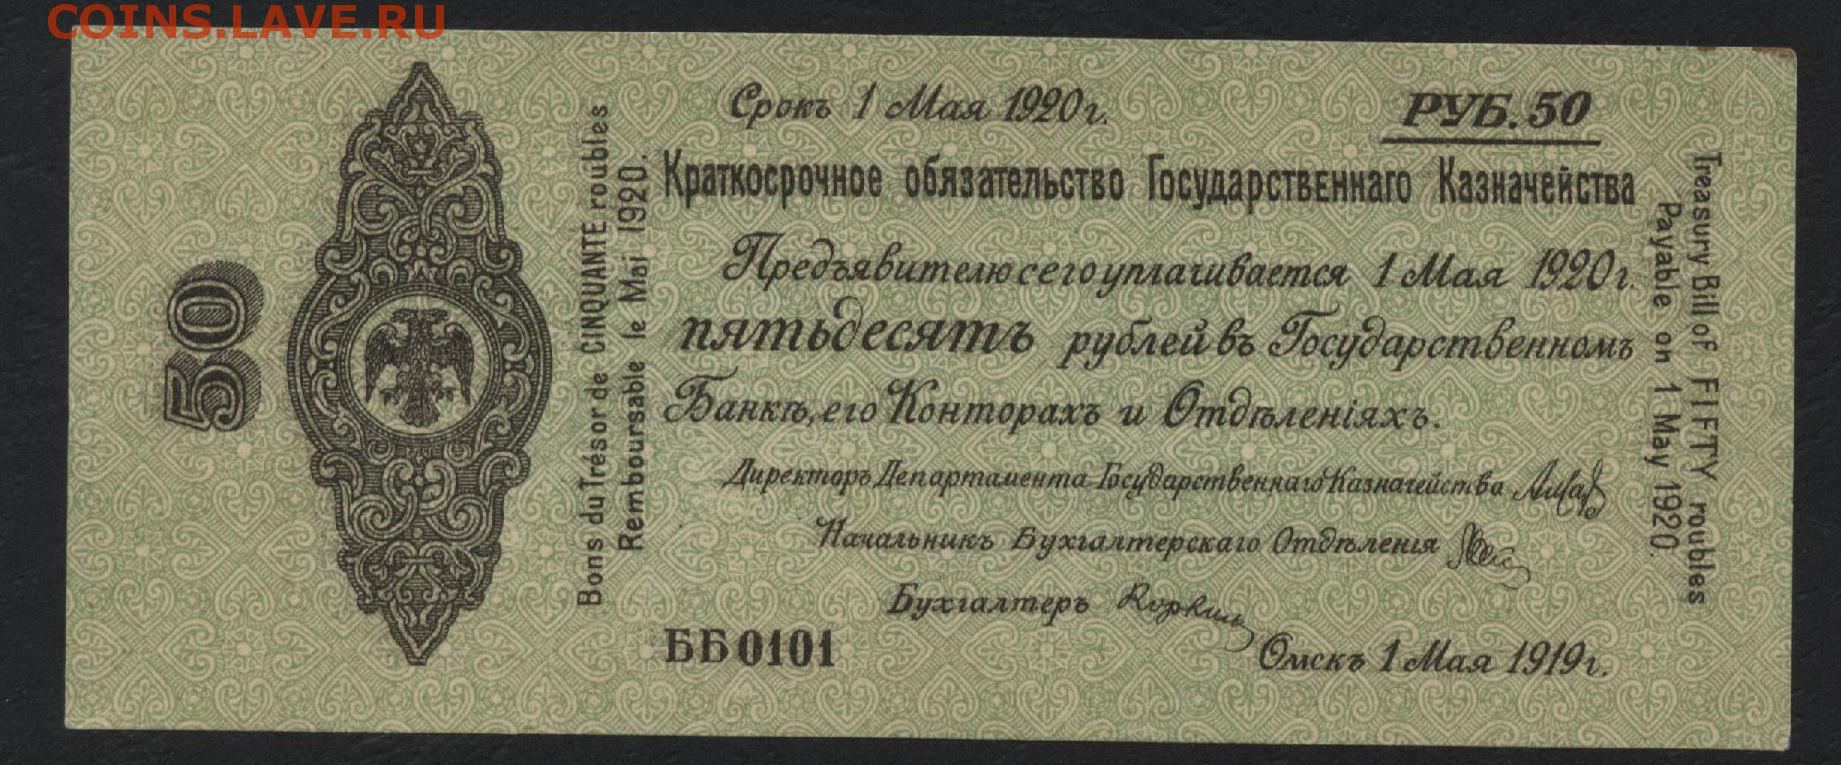 COINS.LAVE.RU
50
Bons du Trésor de CINQUANTE roubles
Remboursable le Mai 1920.
Срокъ 1 Мая 1920 г.
РУБ. 50
Краткосрочное обязательство Государственнаго Казначейства
Предъявителю сего уплачивается 1 Мая 1920 г.
пятьдесятъ рублей въ Государственномъ
Банкѣ, его Конторахъ и Отдѣленіяхъ.
Директоръ Департамента Государственнаго Казначейства
Начальникъ Бухгалтерскаго Отдѣленія
Бухгалтеръ
ББ0101
Омскъ 1 Мая 1919 г.
Treasury Bill of FIFTY roubles
Payable on 1 May 1920.